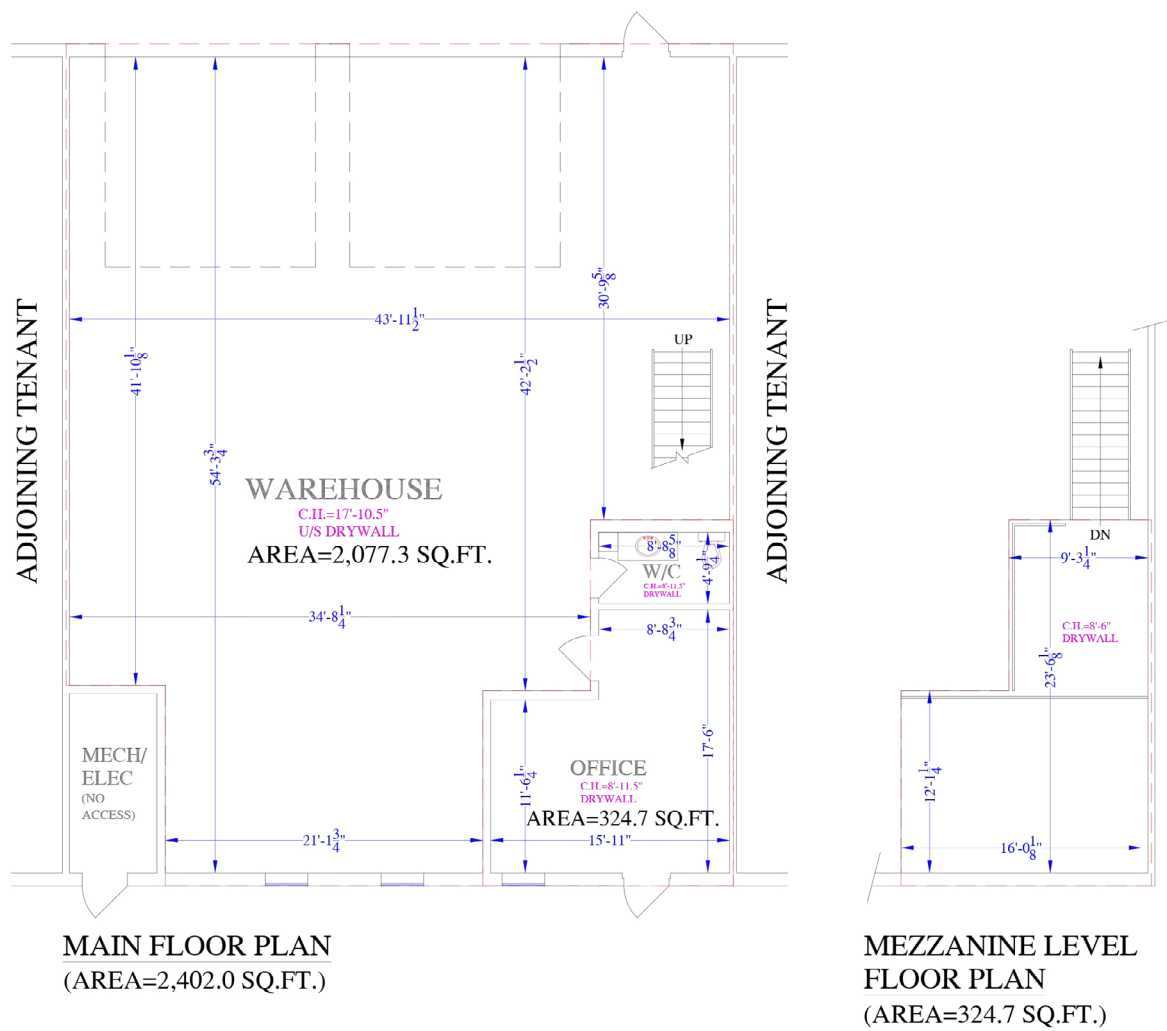 ADJOINING TENANT
41'-10 1/8"
54'-3 3/4"
43'-11 1/2"
42'-2 1/2"
30'-9 5/8"
UP
ADJOINING TENANT
WAREHOUSE
C.H.=17'-10.5"
U/S DRYWALL
AREA=2,077.3 SQ.FT.
8'-8 5/8"
W/C
C.H.=8'-11.5"
DRYWALL
4'-9 1/4"
34'-8 1/4"
8'-8 3/4"
MECH/
ELEC
(NO
ACCESS)
OFFICE
C.H.=8'-11.5"
DRYWALL
AREA=324.7 SQ.FT.
11'-6 1/4"
17'-6"
21'-1 3/4"
15'-11"
MAIN FLOOR PLAN
(AREA=2,402.0 SQ.FT.)
DN
9'-3 1/4"
C.H.=8'-6"
DRYWALL
23'-6 1/8"
12'-1 1/4"
16'-0 1/8"
MEZZANINE LEVEL
FLOOR PLAN
(AREA=324.7 SQ.FT.)